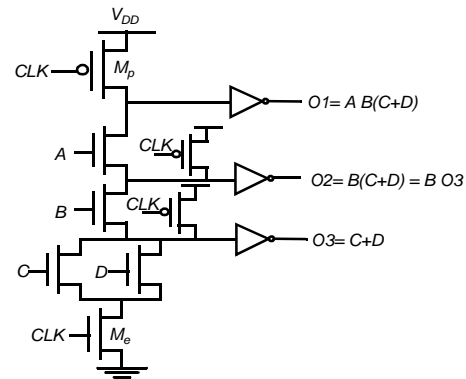 V_DD
CLK
M_p
O1= A B(C+D)
A
CLK
O2= B(C+D) = B O3
B
CLK
O3= C+D
C
D
CLK
M_e